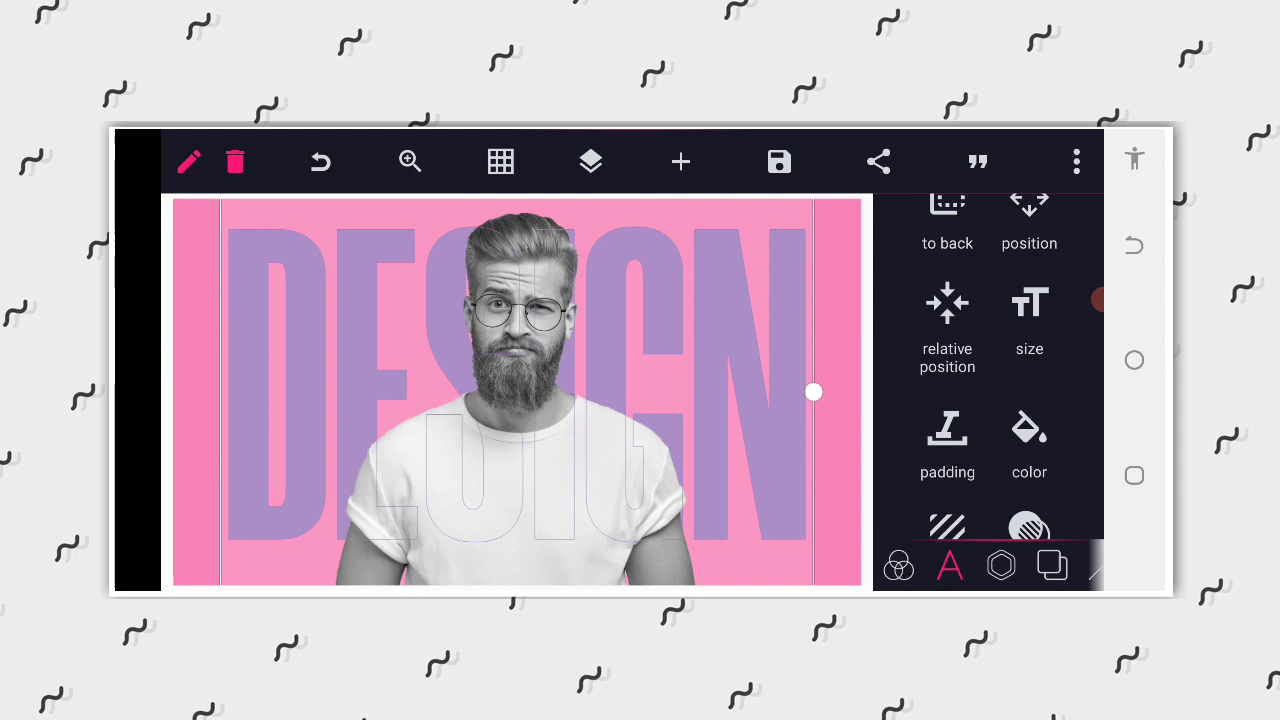 DESIGN
to back
position
relative
position
size
padding
color